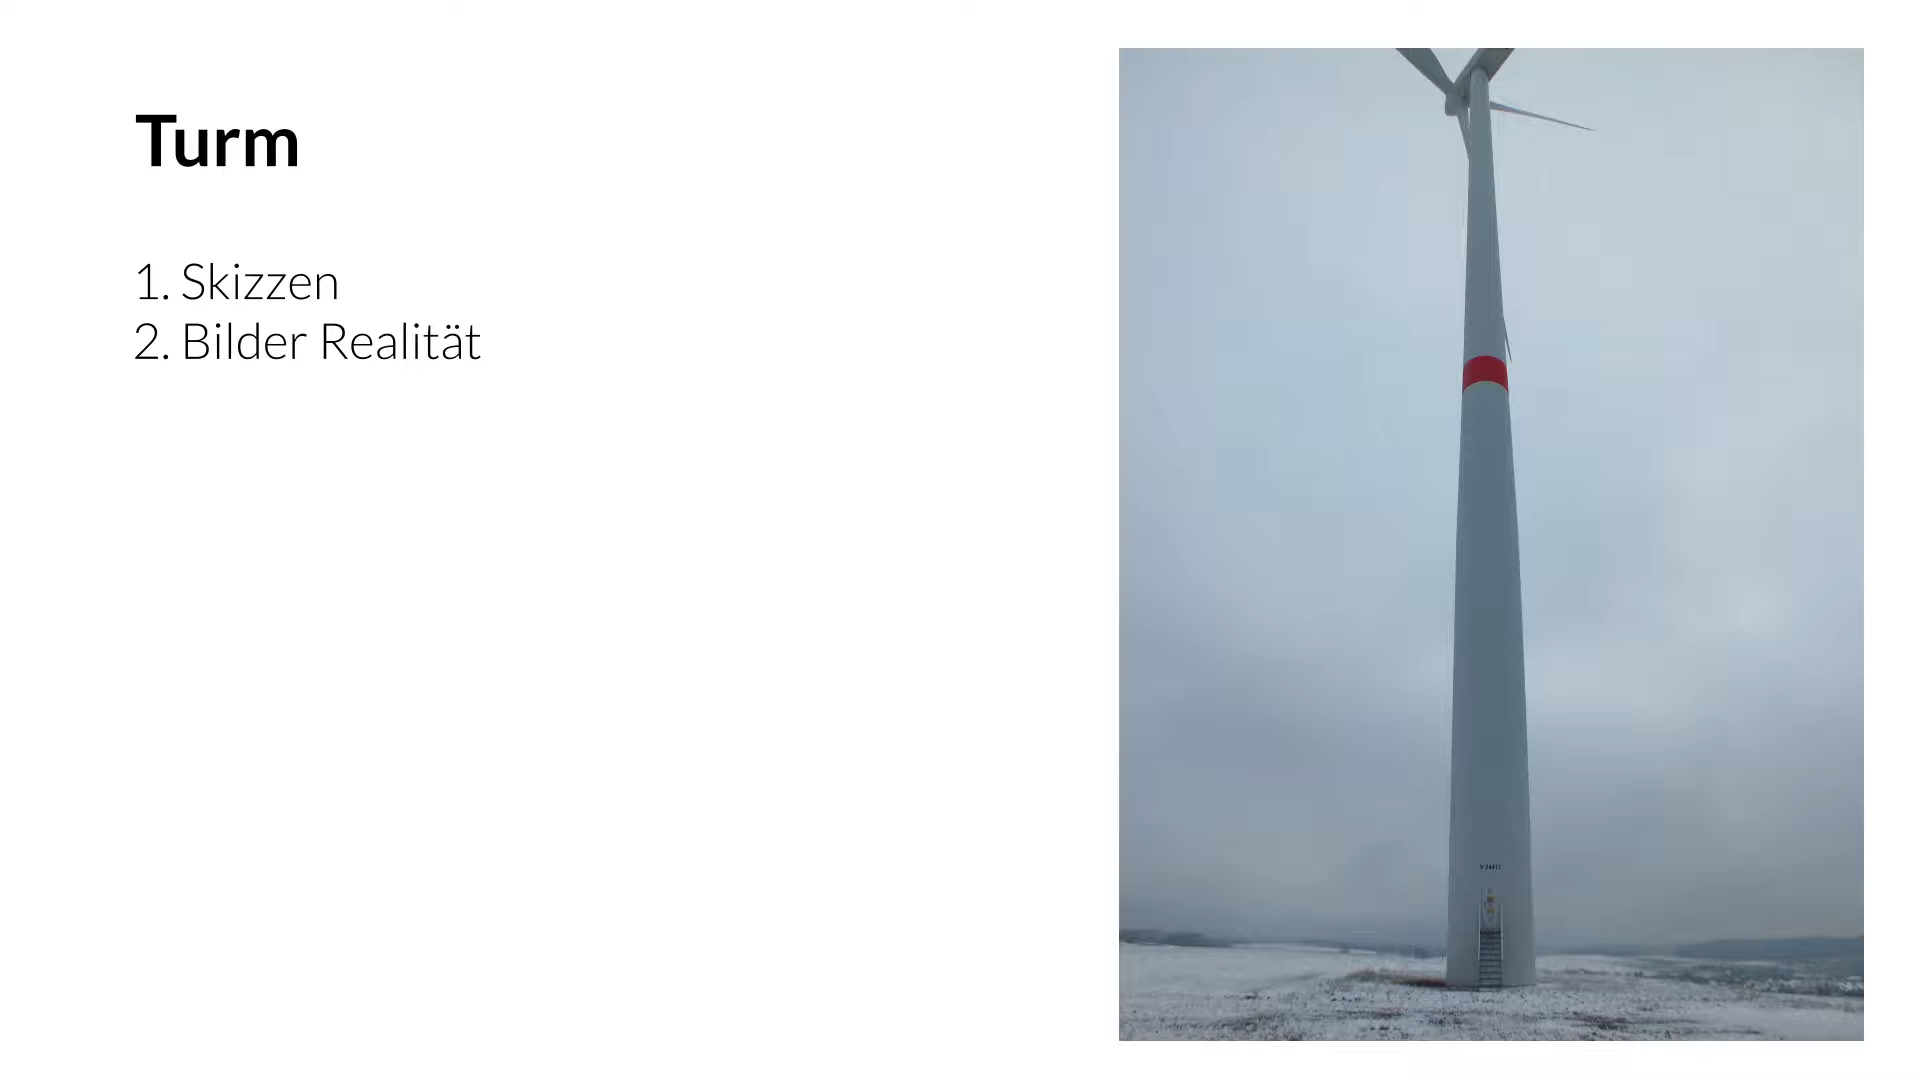 Turm
1. Skizzen
2. Bilder Realität